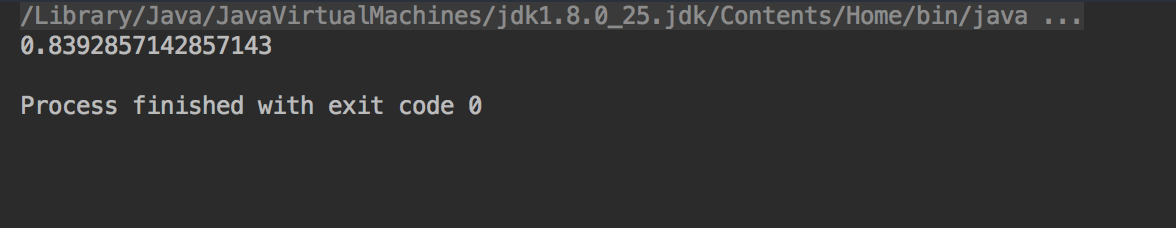 /Library/Java/JavaVirtualMachines/jdk1.8.0_25.jdk/Contents/Home/bin/java ...
0.8392857142857143
Process finished with exit code 0